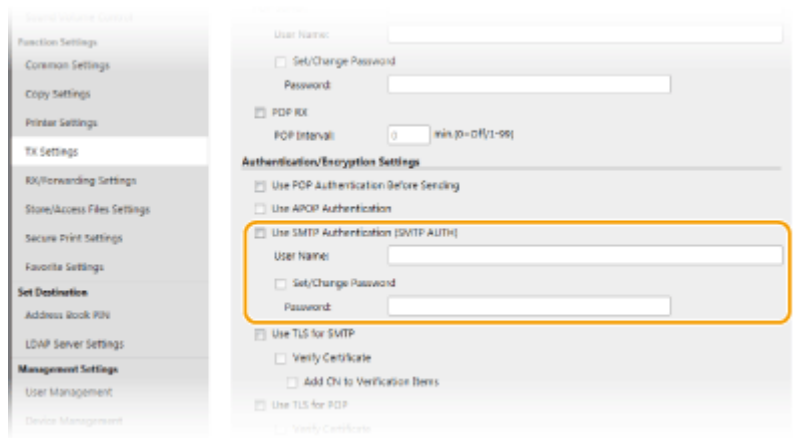 Function Settings
Common Settings
Copy Settings
Printer Settings
TX Settings
RX/Forwarding Settings
Store/Access Files Settings
Secure Print Settings
Favorite Settings
Set Destination
Address Book PIN
LDAP Server Settings
Management Settings
User Management
Device Management
User Name:
Set/Change Password
Password:
POP RX
POP Interval: 0 min.(0=Off/1-99)
Authentication/Encryption Settings
Use POP Authentication Before Sending
Use APOP Authentication
Use SMTP Authentication (SMTP AUTH)
User Name:
Set/Change Password
Password:
Use TLS for SMTP
Verify Certificate
Add CN to Verification Items
Use TLS for POP
Verify Certificate